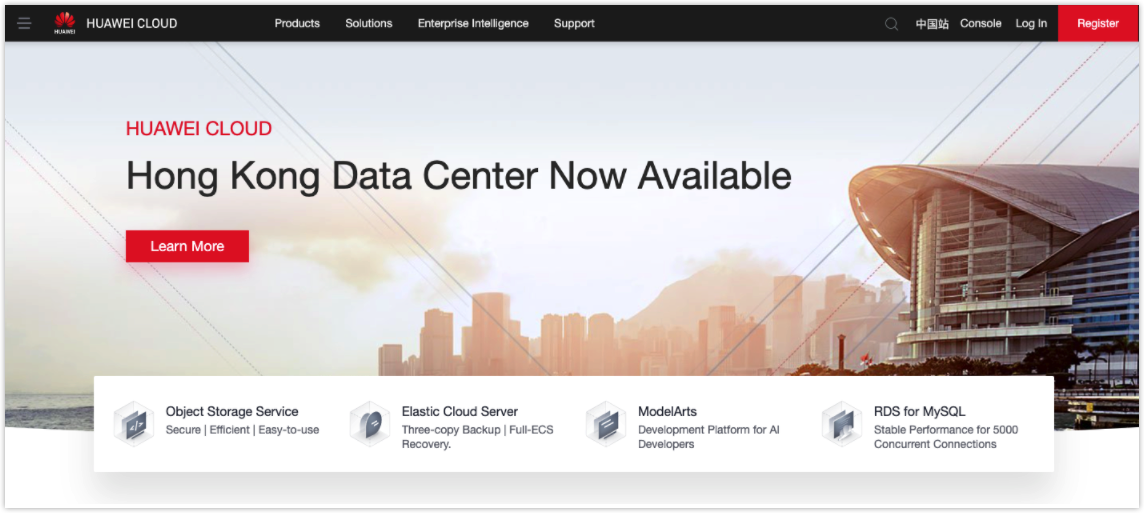 HUAWEI
HUAWEI CLOUD
Products
Solutions
Enterprise Intelligence
Support
中国站
Console
Log In
Register
HUAWEI CLOUD
Hong Kong Data Center Now Available
Learn More
Object Storage Service
Secure | Efficient | Easy-to-use
Elastic Cloud Server
Three-copy Backup | Full-ECS
Recovery.
ModelArts
Development Platform for AI
Developers
RDS for MySQL
Stable Performance for 5000
Concurrent Connections